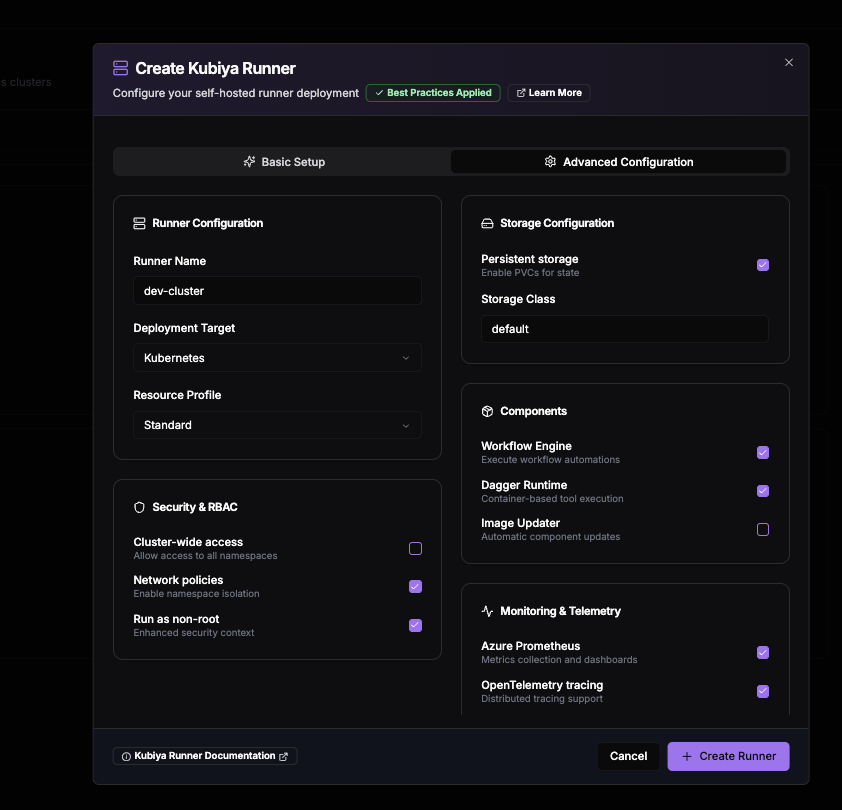 s clusters
Create Kubiya Runner
Configure your self-hosted runner deployment
Best Practices Applied
Learn More
Basic Setup
Advanced Configuration
Runner Configuration
Runner Name
dev-cluster
Deployment Target
Kubernetes
Resource Profile
Standard
Security & RBAC
Cluster-wide access
Allow access to all namespaces
Network policies
Enable namespace isolation
Run as non-root
Enhanced security context
Storage Configuration
Persistent storage
Enable PVCs for state
Storage Class
default
Components
Workflow Engine
Execute workflow automations
Dagger Runtime
Container-based tool execution
Image Updater
Automatic component updates
Monitoring & Telemetry
Azure Prometheus
Metrics collection and dashboards
OpenTelemetry tracing
Distributed tracing support
Kubiya Runner Documentation
Cancel
Create Runner